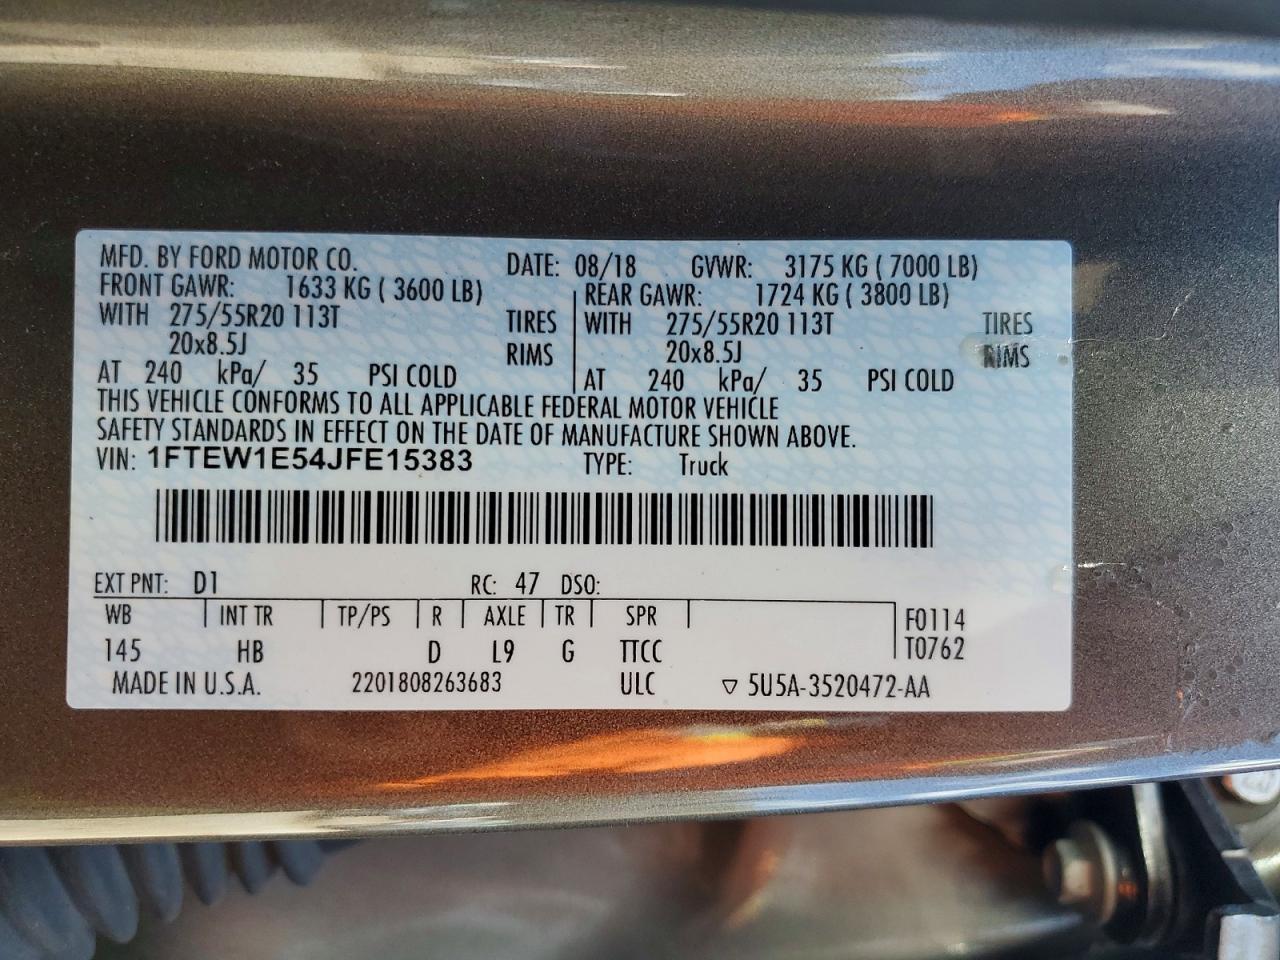 MFD. BY FORD MOTOR CO. DATE: 08/18 GVWR: 3175 KG ( 7000 LB)
FRONT GAWR: 1633 KG ( 3600 LB) REAR GAWR: 1724 KG ( 3800 LB)
WITH 275/55R20 113T TIRES WITH 275/55R20 113T TIRES
20x8.5J RIMS 20x8.5J RIMS
AT 240 kPa/ 35 PSI COLD AT 240 kPa/ 35 PSI COLD
THIS VEHICLE CONFORMS TO ALL APPLICABLE FEDERAL MOTOR VEHICLE
SAFETY STANDARDS IN EFFECT ON THE DATE OF MANUFACTURE SHOWN ABOVE.
VIN: 1FTEW1E54JFE15383 TYPE: Truck
EXT PNT: D1 RC: 47 DSO:
WB INT TR TP/PS R AXLE TR SPR F0114
145 HB D L9 G TTCC T0762
MADE IN U.S.A. 2201808263683 ULC ▽ 5U5A-3520472-AA